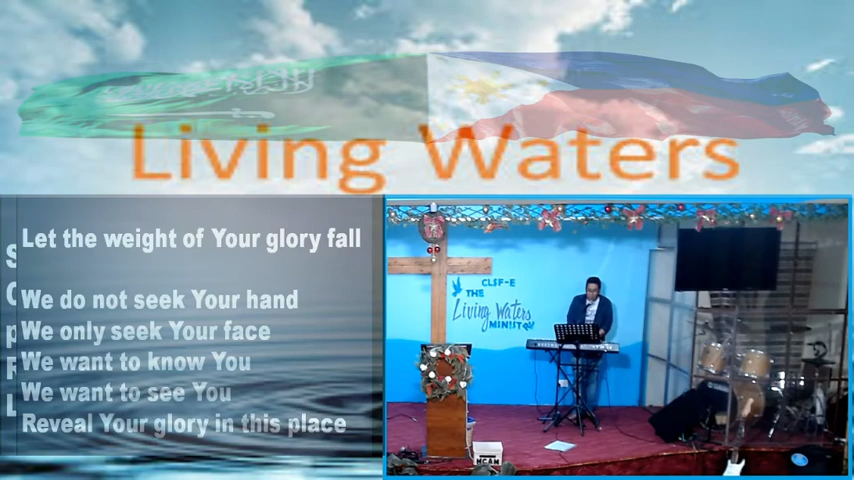 Living Waters
Let the weight of Your glory fall
We do not seek Your hand
We only seek Your face
We want to know You
We want to see You
Reveal Your glory in this place
CLSF-E
THE
Living Waters
MINISTRY